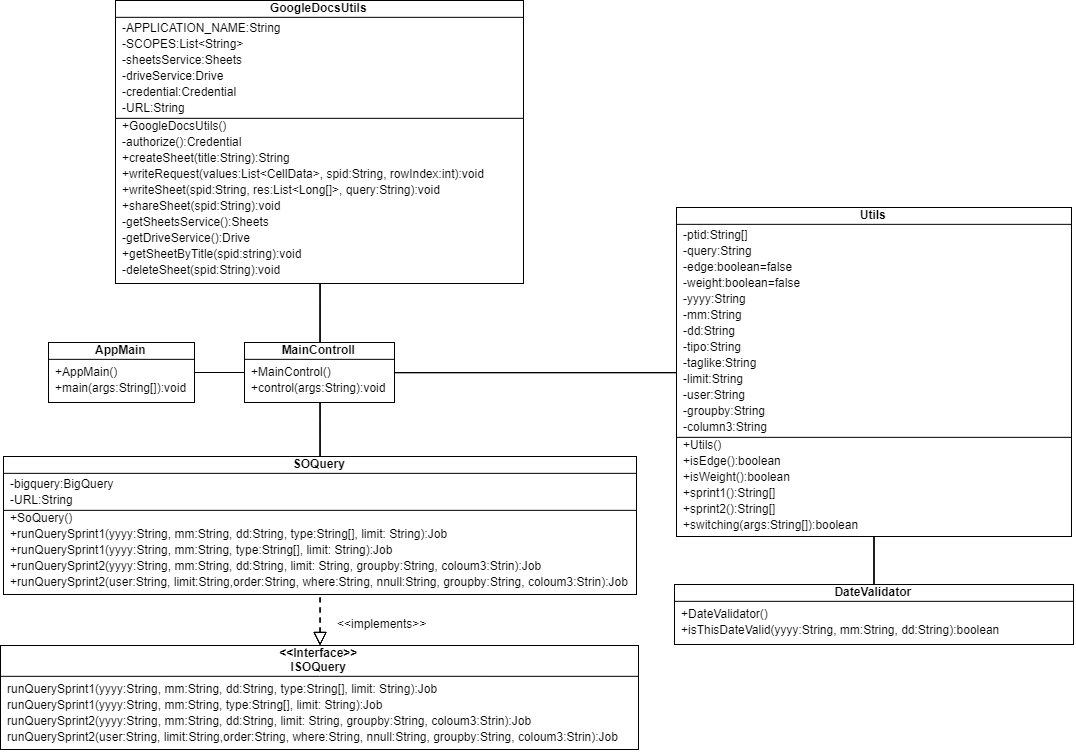 GoogleDocsUtils
-APPLICATION_NAME:String
-SCOPES:List<String>
-sheetsService:Sheets
-driveService:Drive
-credential:Credential
-URL:String
+GoogleDocsUtils()
-authorize():Credential
+createSheet(title:String):String
+writeRequest(values:List<CellData>, spid:String, rowIndex:int):void
+writeSheet(spid:String, res:List<Long[]>, query:String):void
+shareSheet(spid:String):void
-getSheetsService():Sheets
-getDriveService():Drive
+getSheetByTitle(spid:string):void
-deleteSheet(spid:String):void
Utils
-ptid:String[]
-query:String
-edge:boolean=false
-weight:boolean=false
-yyyy:String
-mm:String
-dd:String
-tipo:String
-taglike:String
-limit:String
-user:String
-groupby:String
-column3:String
+Utils()
+isEdge():boolean
+isWeight():boolean
+sprint1():String[]
+sprint2():String[]
+switching(args:String[]):boolean
AppMain
+AppMain()
+main(args:String[]):void
MainControll
+MainControl()
+control(args:String):void
SOQuery
-bigquery:BigQuery
-URL:String
+SoQuery()
+runQuerySprint1(yyyy:String, mm:String, dd:String, type:String[], limit: String):Job
+runQuerySprint1(yyyy:String, mm:String, type:String[], limit: String):Job
+runQuerySprint2(yyyy:String, mm:String, dd:String, limit: String, groupby:String, coloum3:Strin):Job
+runQuerySprint2(user:String, limit:String,order:String, where:String, nnull:String, groupby:String, coloum3:Strin):Job
DateValidator
+DateValidator()
+isThisDateValid(yyyy:String, mm:String, dd:String):boolean
<<implements>>
<<Interface>>
ISOQuery
runQuerySprint1(yyyy:String, mm:String, dd:String, type:String[], limit: String):Job
runQuerySprint1(yyyy:String, mm:String, type:String[], limit: String):Job
runQuerySprint2(yyyy:String, mm:String, dd:String, limit: String, groupby:String, coloum3:Strin):Job
runQuerySprint2(user:String, limit:String,order:String, where:String, nnull:String, groupby:String, coloum3:Strin):Job